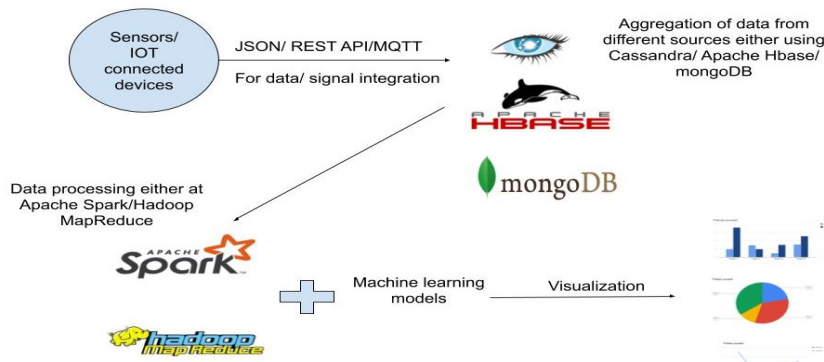 Sensors/
IOT
connected
devices
JSON/ REST API/MQTT
For data/ signal integration
Aggregation of data from
different sources either using
Cassandra/ Apache Hbase/
mongoDB
APACHE
HBASE
mongoDB
Data processing either at
Apache Spark/Hadoop
MapReduce
APACHE
Spark
hadoop
Map Reduce
Machine learning
models
Visualization